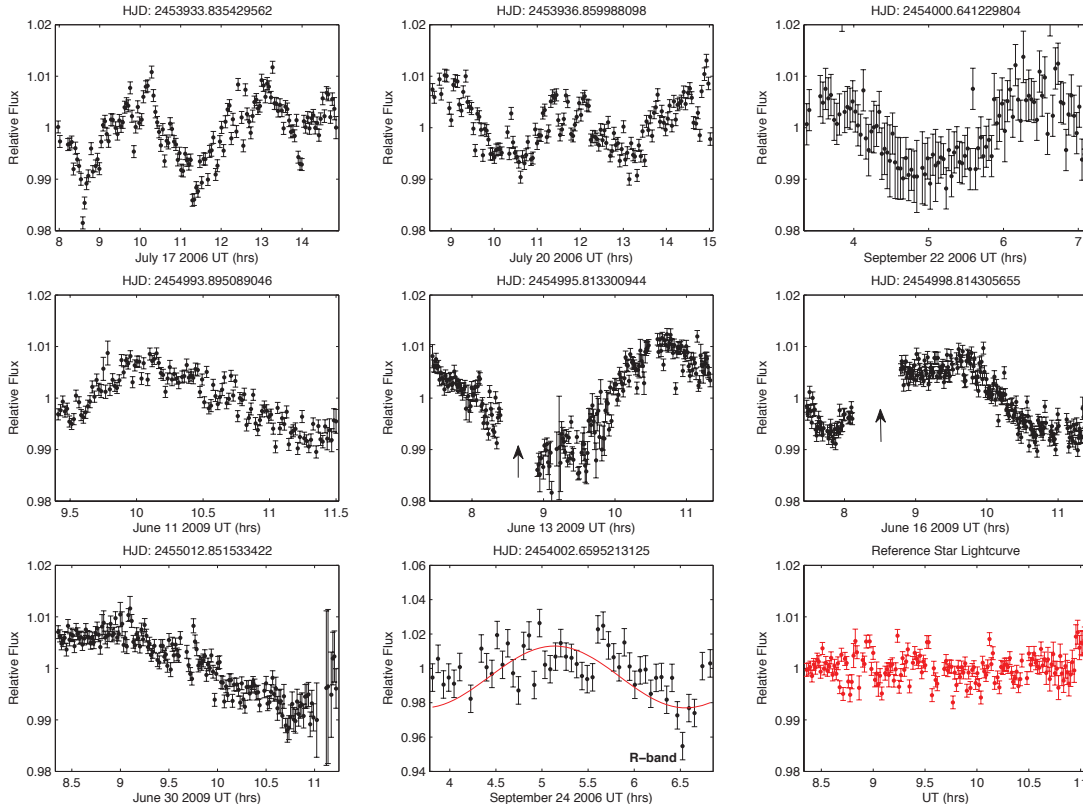 HJD: 2453933.835429562
1.02
1.01
1
0.99
0.98
Relative Flux
8 9 10 11 12 13 14
July 17 2006 UT (hrs)
HJD: 2453936.859988098
1.02
1.01
1
0.99
0.98
Relative Flux
9 10 11 12 13 14 15
July 20 2006 UT (hrs)
HJD: 2454000.641229804
1.02
1.01
1
0.99
0.98
Relative Flux
4 5 6 7
September 22 2006 UT (hrs)
HJD: 2454993.895089046
1.02
1.01
1
0.99
0.98
Relative Flux
9.5 10 10.5 11 11.5
June 11 2009 UT (hrs)
HJD: 2454995.813300944
1.02
1.01
1
0.99
0.98
Relative Flux
8 9 10 11
June 13 2009 UT (hrs)
HJD: 2454998.814305655
1.02
1.01
1
0.99
0.98
Relative Flux
8 9 10 11
June 16 2009 UT (hrs)
HJD: 2455012.851533422
1.02
1.01
1
0.99
0.98
Relative Flux
8.5 9 9.5 10 10.5 11
June 30 2009 UT (hrs)
HJD: 2454002.6595213125
1.06
1.04
1.02
1
0.98
0.96
0.94
Relative Flux
R-band
4 4.5 5 5.5 6 6.5
September 24 2006 UT (hrs)
Reference Star Lightcurve
1.02
1.01
1
0.99
0.98
Relative Flux
8.5 9 9.5 10 10.5 11
UT (hrs)